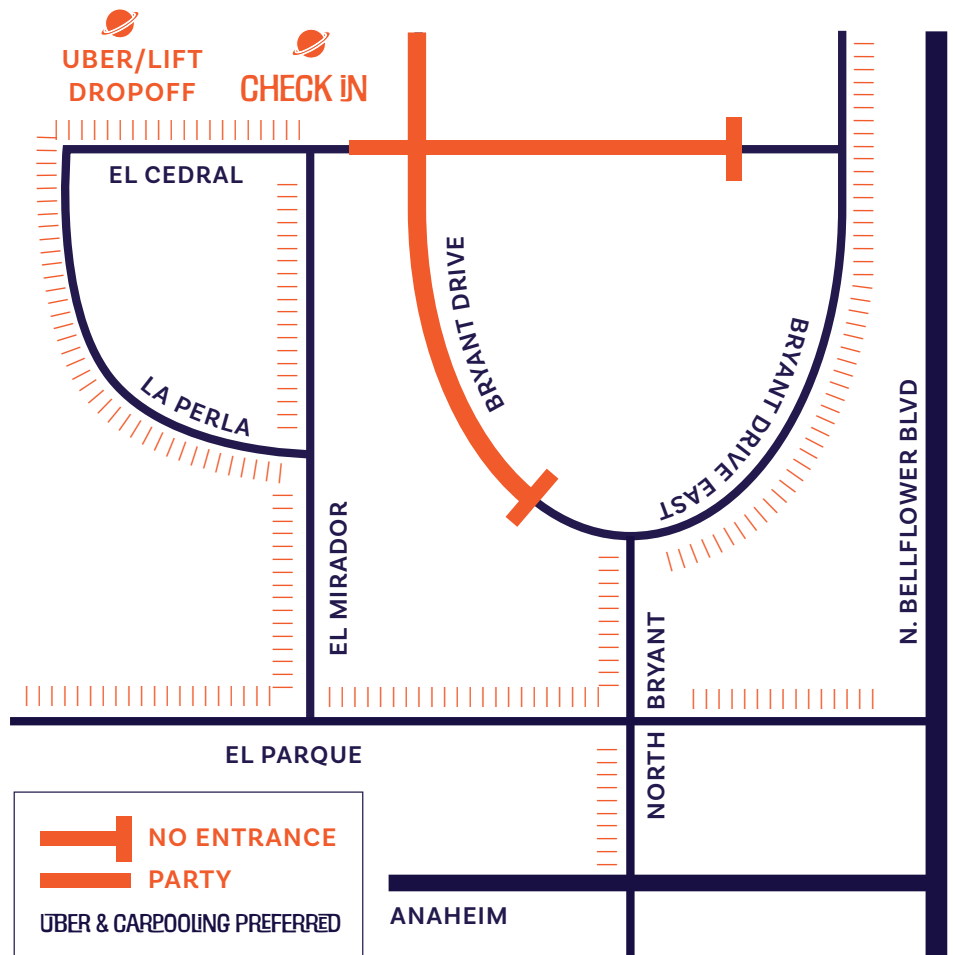 UBER/LIFT
DROPOFF
CHECK iN
EL CEDRAL
BRYANT DRIVE
BRYANT DRIVE EAST
LA PERLA
N. BELLFLOWER BLVD
EL MIRADOR
NORTH BRYANT
EL PARQUE
NO ENTRANCE
PARTY
UBER & CARPOOLiNG PREFERRED
ANAHEIM